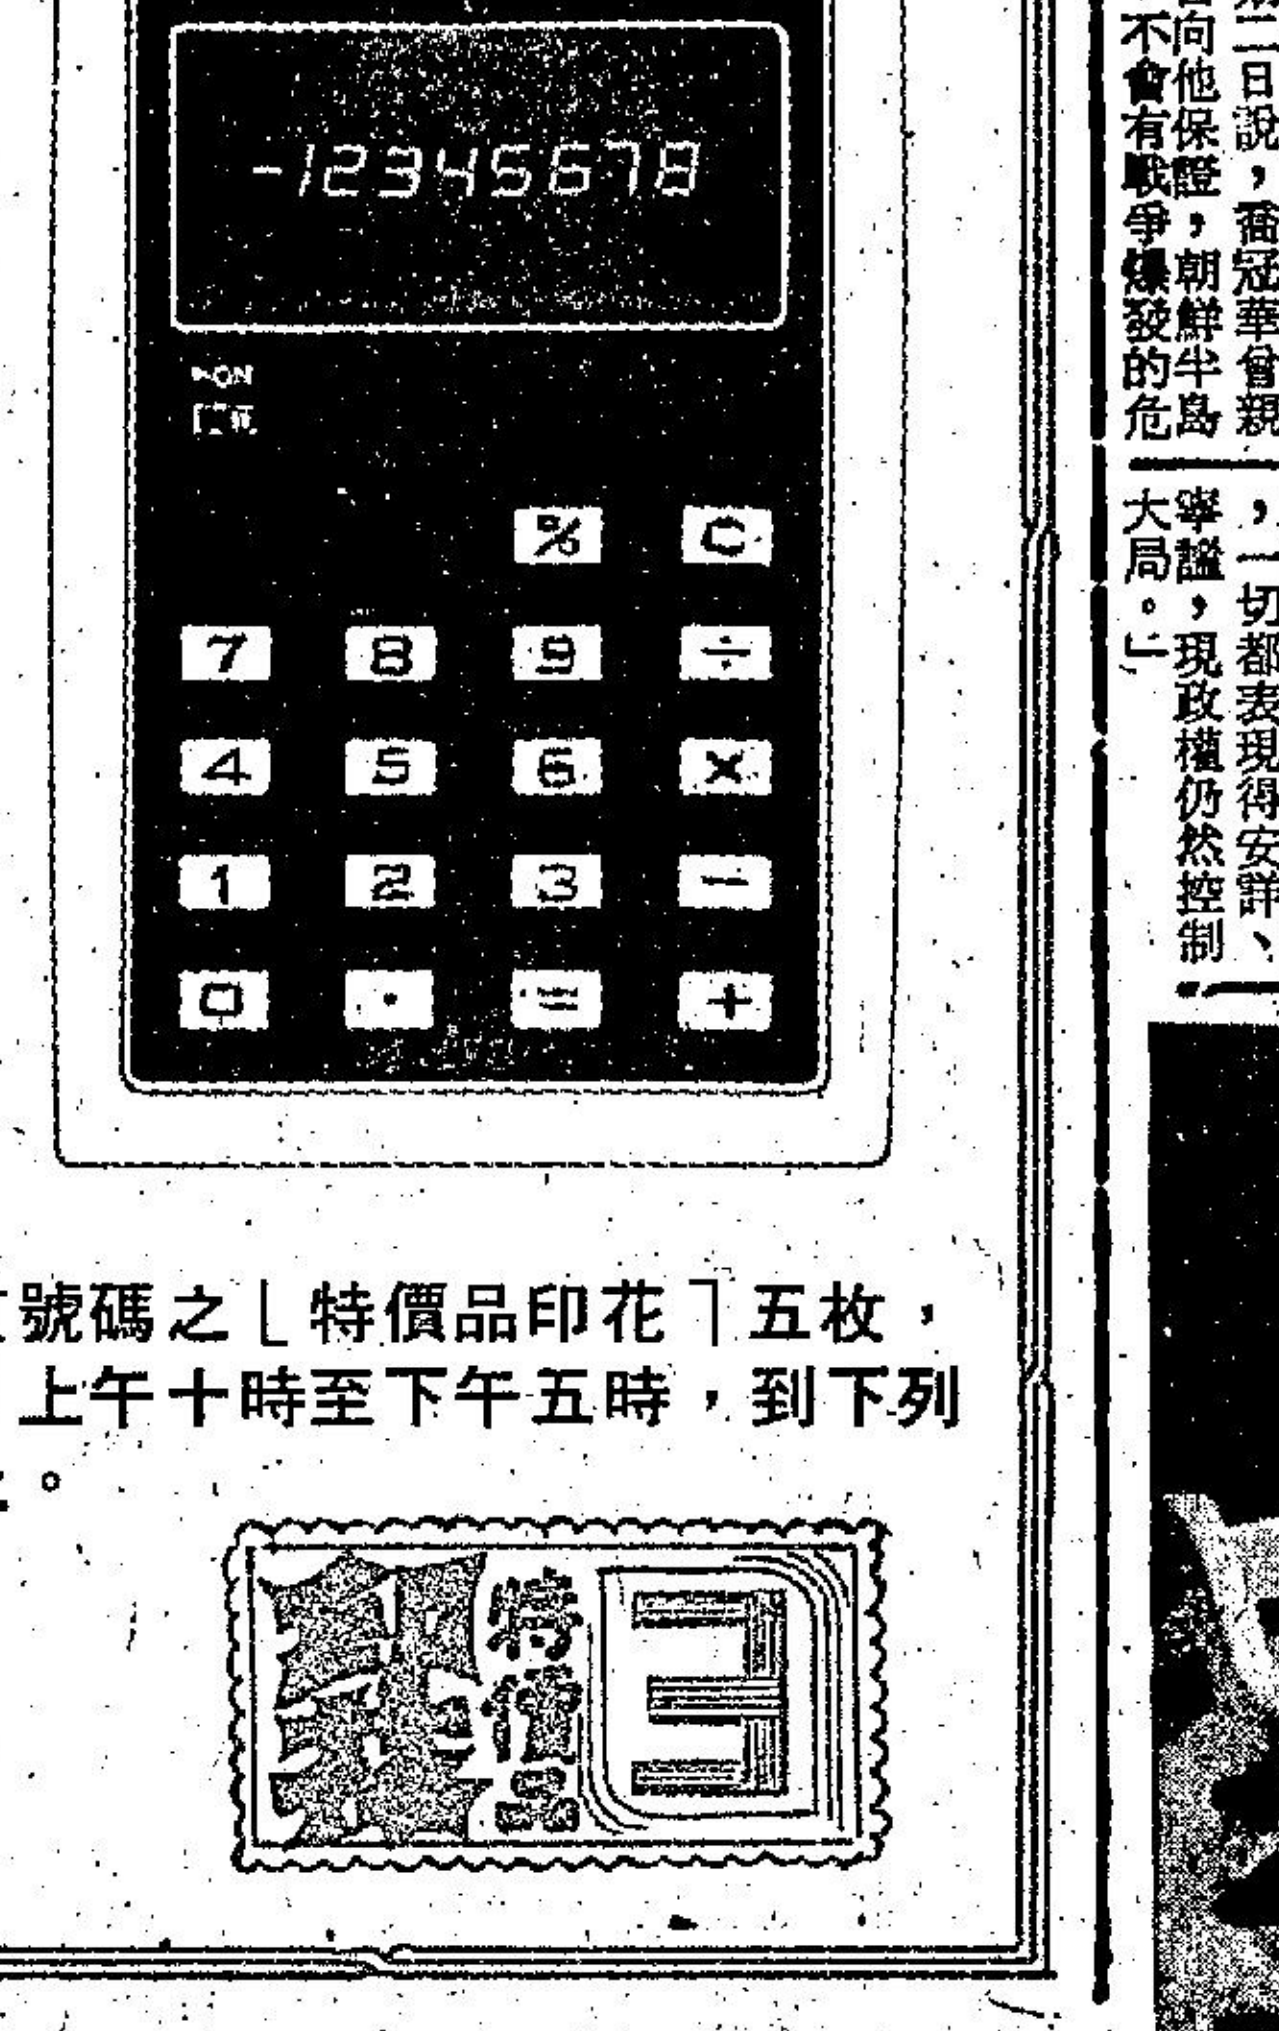 -12345678
ON
% C
7 8 9 ÷
4 5 6 ×
1 2 3 −
0 · = +
號碼之「特價品印花」五枚，
上午十時至下午五時，到下列
。
特價品
日說，喬冠華曾親
向他保證，朝鮮半島
不會有戰爭爆發的危
，一切都表現得安詳、
寧謐，現政權仍然控制
大局。」